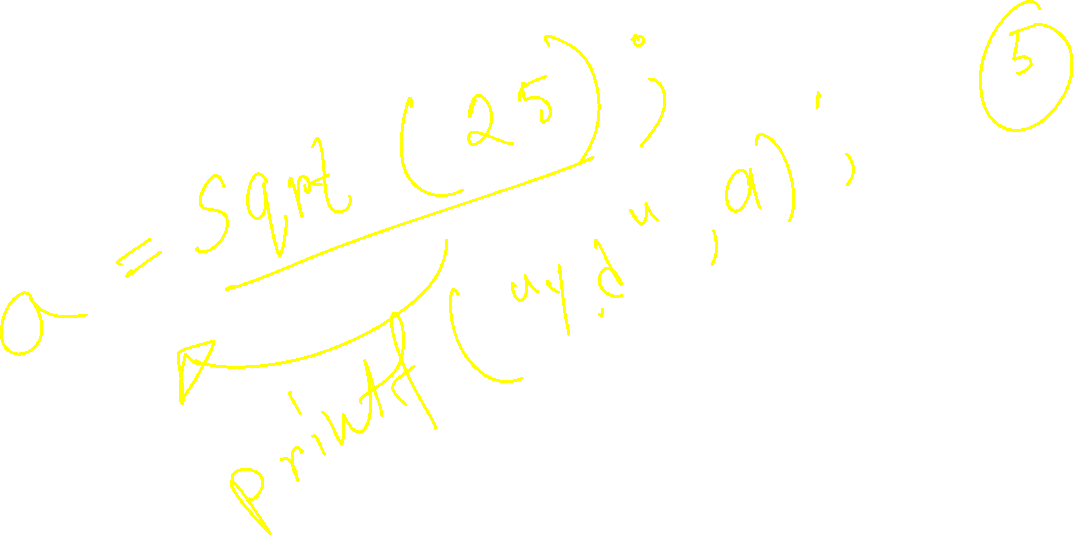 a = sqrt (25);
printf ("%d", a);
5